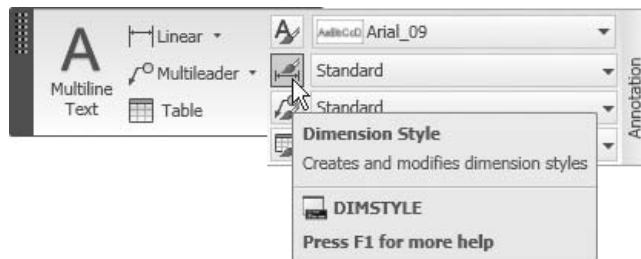 A
Multiline
Text
Linear
Multileader
Table
AaBbCcD Arial_09
Standard
Standard
Annotation
Dimension Style
Creates and modifies dimension styles
DIMSTYLE
Press F1 for more help